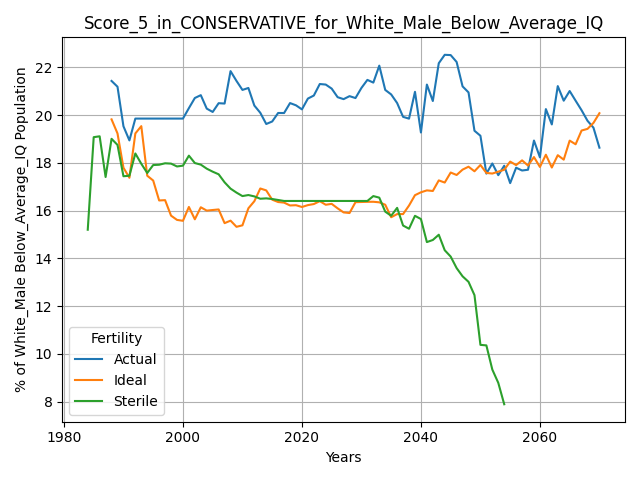 Score_5_in_CONSERVATIVE_for_White_Male_Below_Average_IQ
% of White_Male Below_Average_IQ Population
22
20
18
16
14
12
10
8
Fertility
Actual
Ideal
Sterile
1980
2000
2020
2040
2060
Years